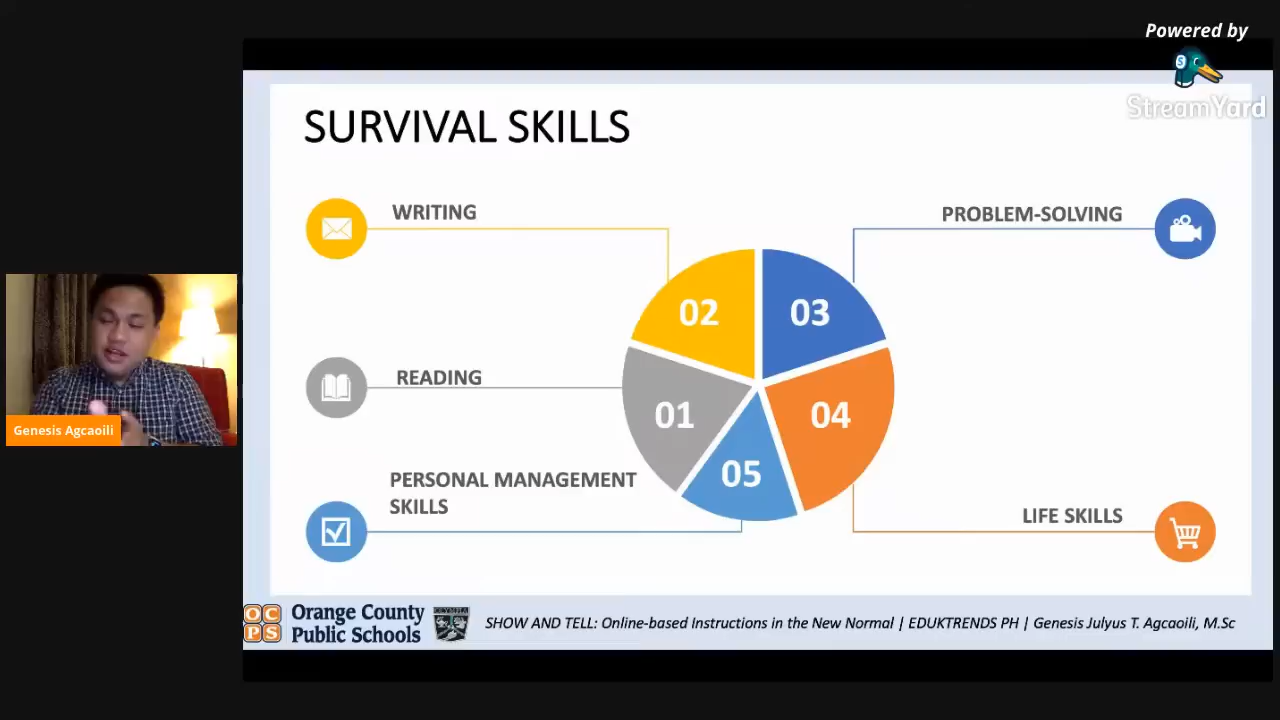 Powered by
StreamYard
SURVIVAL SKILLS
WRITING
PROBLEM-SOLVING
02
03
READING
01
04
05
PERSONAL MANAGEMENT
SKILLS
LIFE SKILLS
Genesis Agcaoili
O C
P S
Orange County
Public Schools
OLYMPIA
SHOW AND TELL: Online-based Instructions in the New Normal | EDUKTRENDS PH | Genesis Julyus T. Agcaoili, M.Sc